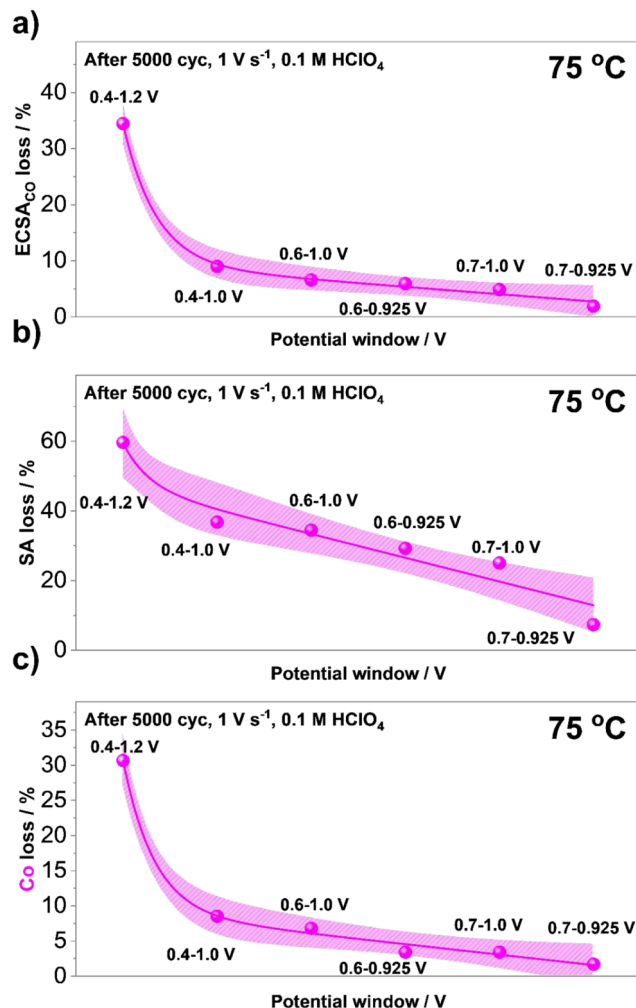 a)
After 5000 cyc, 1 V s⁻¹, 0.1 M HClO₄
75 °C
0.4-1.2 V
0.4-1.0 V
0.6-1.0 V
0.6-0.925 V
0.7-1.0 V
0.7-0.925 V
ECSA_CO loss / %
40
30
20
10
0
Potential window / V
b)
After 5000 cyc, 1 V s⁻¹, 0.1 M HClO₄
75 °C
0.4-1.2 V
0.4-1.0 V
0.6-1.0 V
0.6-0.925 V
0.7-1.0 V
0.7-0.925 V
SA loss / %
60
40
20
0
Potential window / V
c)
After 5000 cyc, 1 V s⁻¹, 0.1 M HClO₄
75 °C
0.4-1.2 V
0.4-1.0 V
0.6-1.0 V
0.6-0.925 V
0.7-1.0 V
0.7-0.925 V
Co loss / %
35
30
25
20
15
10
5
0
Potential window / V